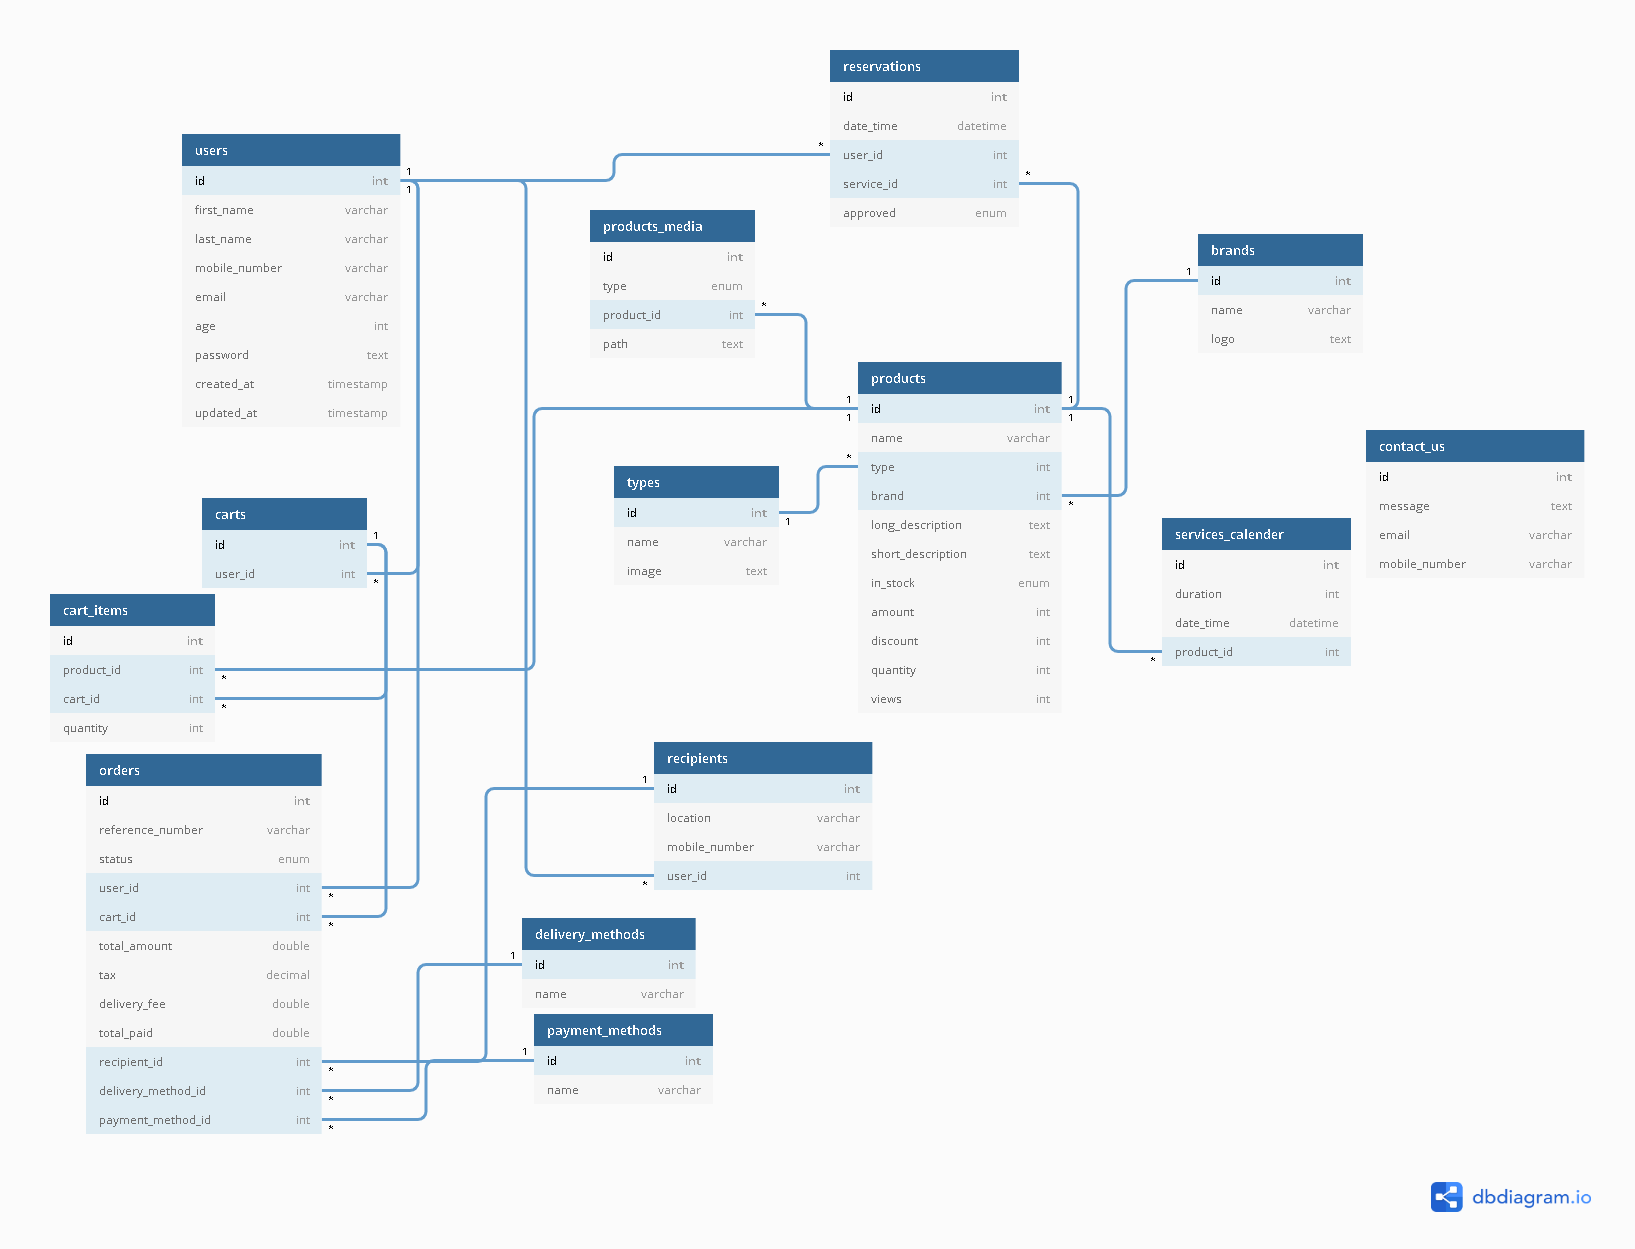 reservations
id int
date_time datetime
* user_id int
service_id int *
approved enum
users
id int 1
1
first_name varchar
last_name varchar
mobile_number varchar
email varchar
age int
password text
created_at timestamp
updated_at timestamp
products_media
id int
type enum
product_id int *
path text
brands
1 id int
name varchar
logo text
products
1 id int 1
1 1
name varchar
* type int
brand int *
long_description text
short_description text
in_stock enum
amount int
discount int
quantity int
views int
types
id int 1
name varchar
image text
contact_us
id int
message text
email varchar
mobile_number varchar
services_calender
id int
duration int
date_time datetime
product_id int
*
carts
id int 1
user_id int *
cart_items
id int
product_id int *
cart_id int *
quantity int
orders
id int
reference_number varchar
status enum
user_id int *
cart_id int *
total_amount double
tax decimal
delivery_fee double
total_paid double
recipient_id int *
delivery_method_id int *
payment_method_id int *
recipients
1 id int
location varchar
mobile_number varchar
user_id int
*
delivery_methods
1 id int
name varchar
payment_methods
1 id int
name varchar
dbdiagram.io